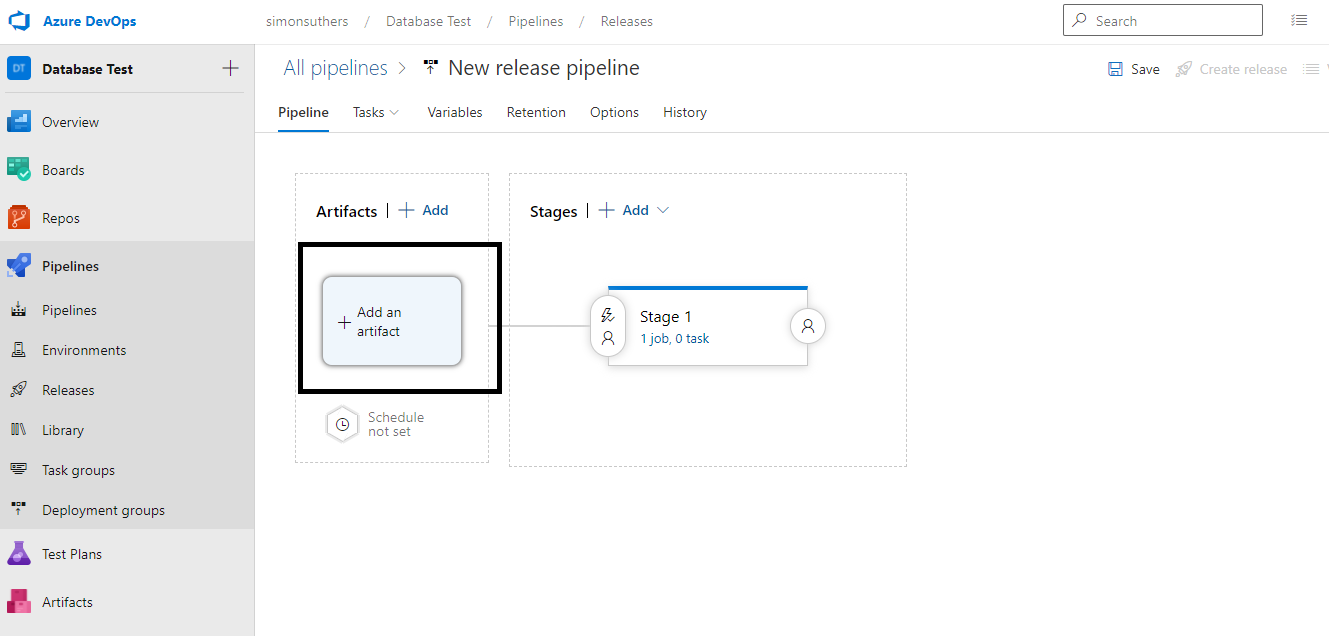 Azure DevOps
simonsuthers / Database Test / Pipelines / Releases
Search
DT Database Test
All pipelines > New release pipeline
Save
Create release
Pipeline Tasks Variables Retention Options History
Overview
Boards
Repos
Pipelines
Pipelines
Environments
Releases
Library
Task groups
Deployment groups
Test Plans
Artifacts
Artifacts | + Add
Add an
artifact
Schedule
not set
Stages | + Add
Stage 1
1 job, 0 task